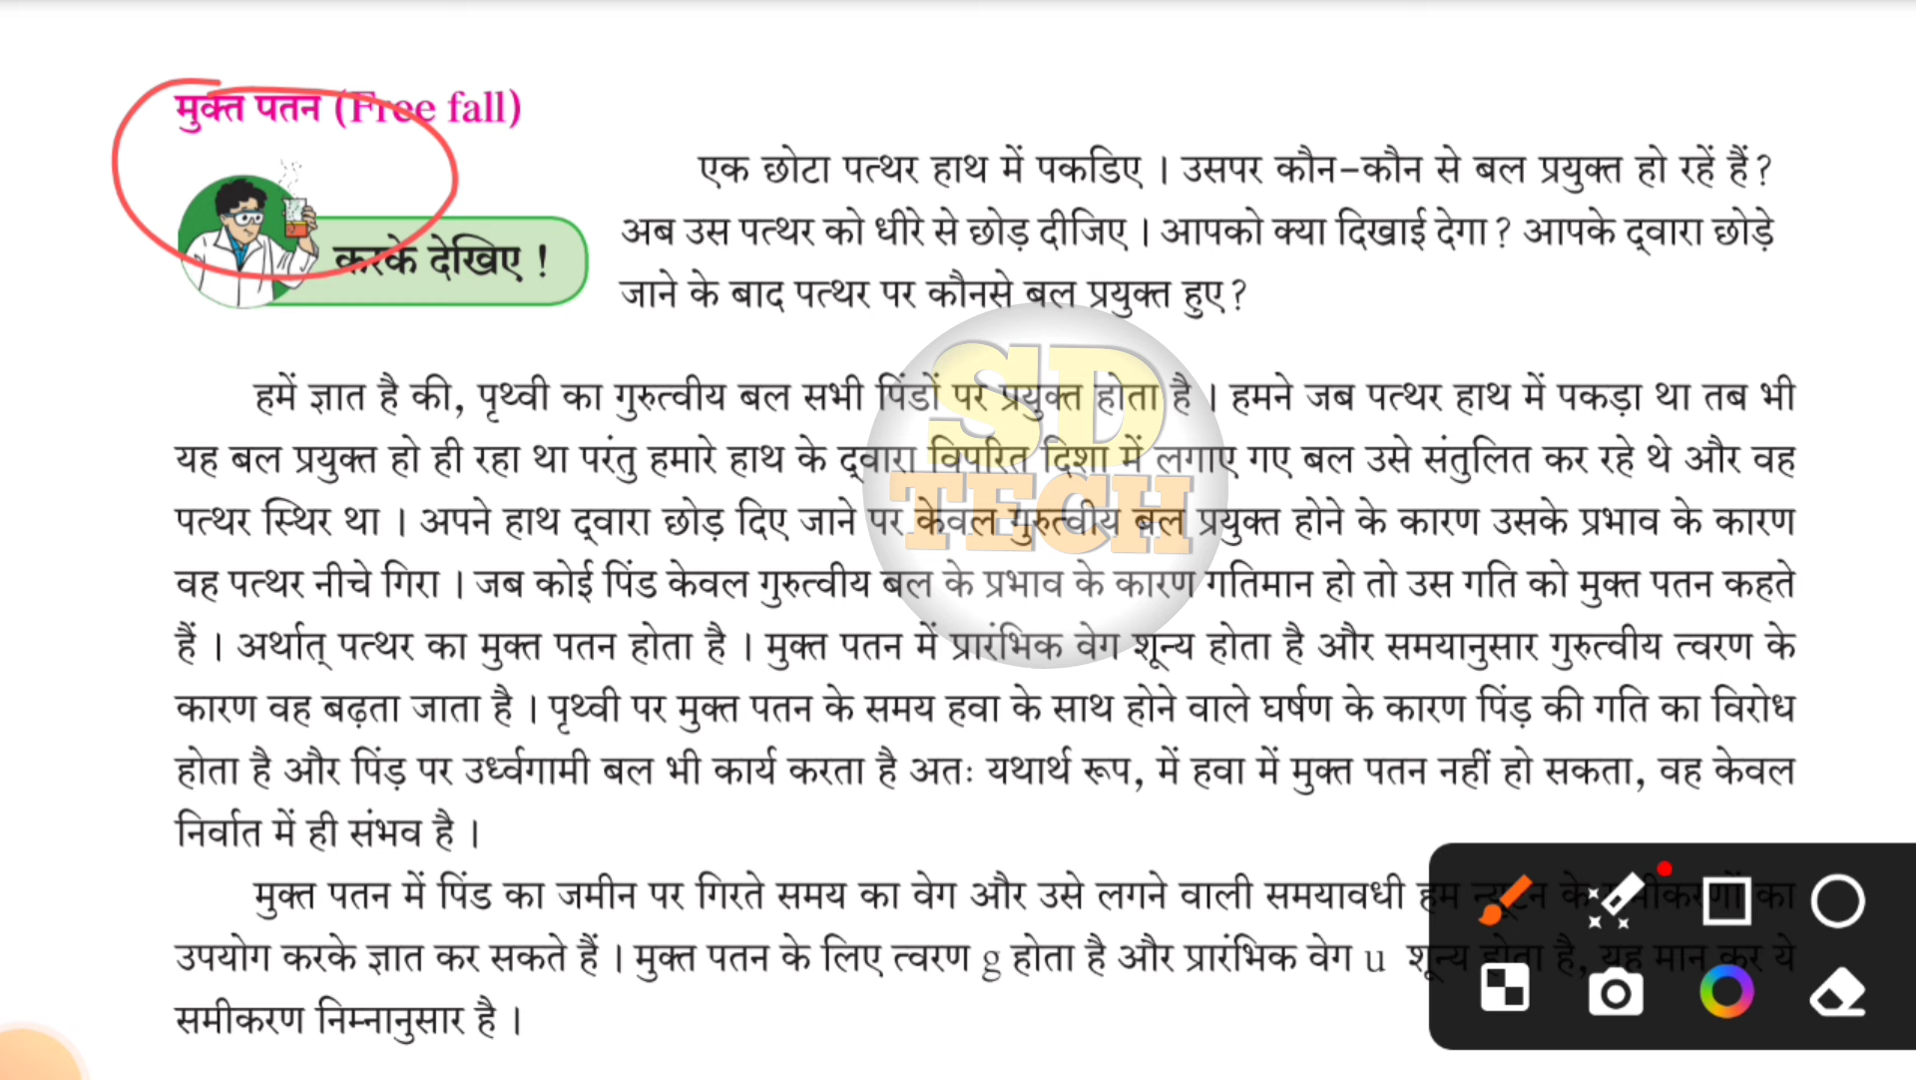 मुक्त पतन (Free fall)
करके देखिए !
एक छोटा पत्थर हाथ में पकडिए । उसपर कौन-कौन से बल प्रयुक्त हो रहें हैं?
अब उस पत्थर को धीरे से छोड़ दीजिए । आपको क्या दिखाई देगा? आपके द्‌वारा छोड़े
जाने के बाद पत्थर पर कौनसे बल प्रयुक्त हुए?
हमें ज्ञात है की, पृथ्वी का गुरुत्वीय बल सभी पिंडों पर प्रयुक्त होता है । हमने जब पत्थर हाथ में पकड़ा था तब भी
यह बल प्रयुक्त हो ही रहा था परंतु हमारे हाथ के द्‌वारा विपरित दिशा में लगाए गए बल उसे संतुलित कर रहे थे और वह
पत्थर स्थिर था । अपने हाथ द्‌वारा छोड़ दिए जाने पर केवल गुरुत्वीय बल प्रयुक्त होने के कारण उसके प्रभाव के कारण
वह पत्थर नीचे गिरा । जब कोई पिंड केवल गुरुत्वीय बल के प्रभाव के कारण गतिमान हो तो उस गति को मुक्त पतन कहते
हैं । अर्थात् पत्थर का मुक्त पतन होता है । मुक्त पतन में प्रारंभिक वेग शून्य होता है और समयानुसार गुरुत्वीय त्वरण के
कारण वह बढ़ता जाता है । पृथ्वी पर मुक्त पतन के समय हवा के साथ होने वाले घर्षण के कारण पिंड़ की गति का विरोध
होता है और पिंड़ पर उर्ध्वगामी बल भी कार्य करता है अतः यथार्थ रूप, में हवा में मुक्त पतन नहीं हो सकता, वह केवल
निर्वात में ही संभव है ।
मुक्त पतन में पिंड का जमीन पर गिरते समय का वेग और उसे लगने वाली समयावधी हम न्यूटन के समीकरणों का
उपयोग करके ज्ञात कर सकते हैं । मुक्त पतन के लिए त्वरण g होता है और प्रारंभिक वेग u शून्य होता है, यह मान कर ये
समीकरण निम्नानुसार है ।
SD
TECH